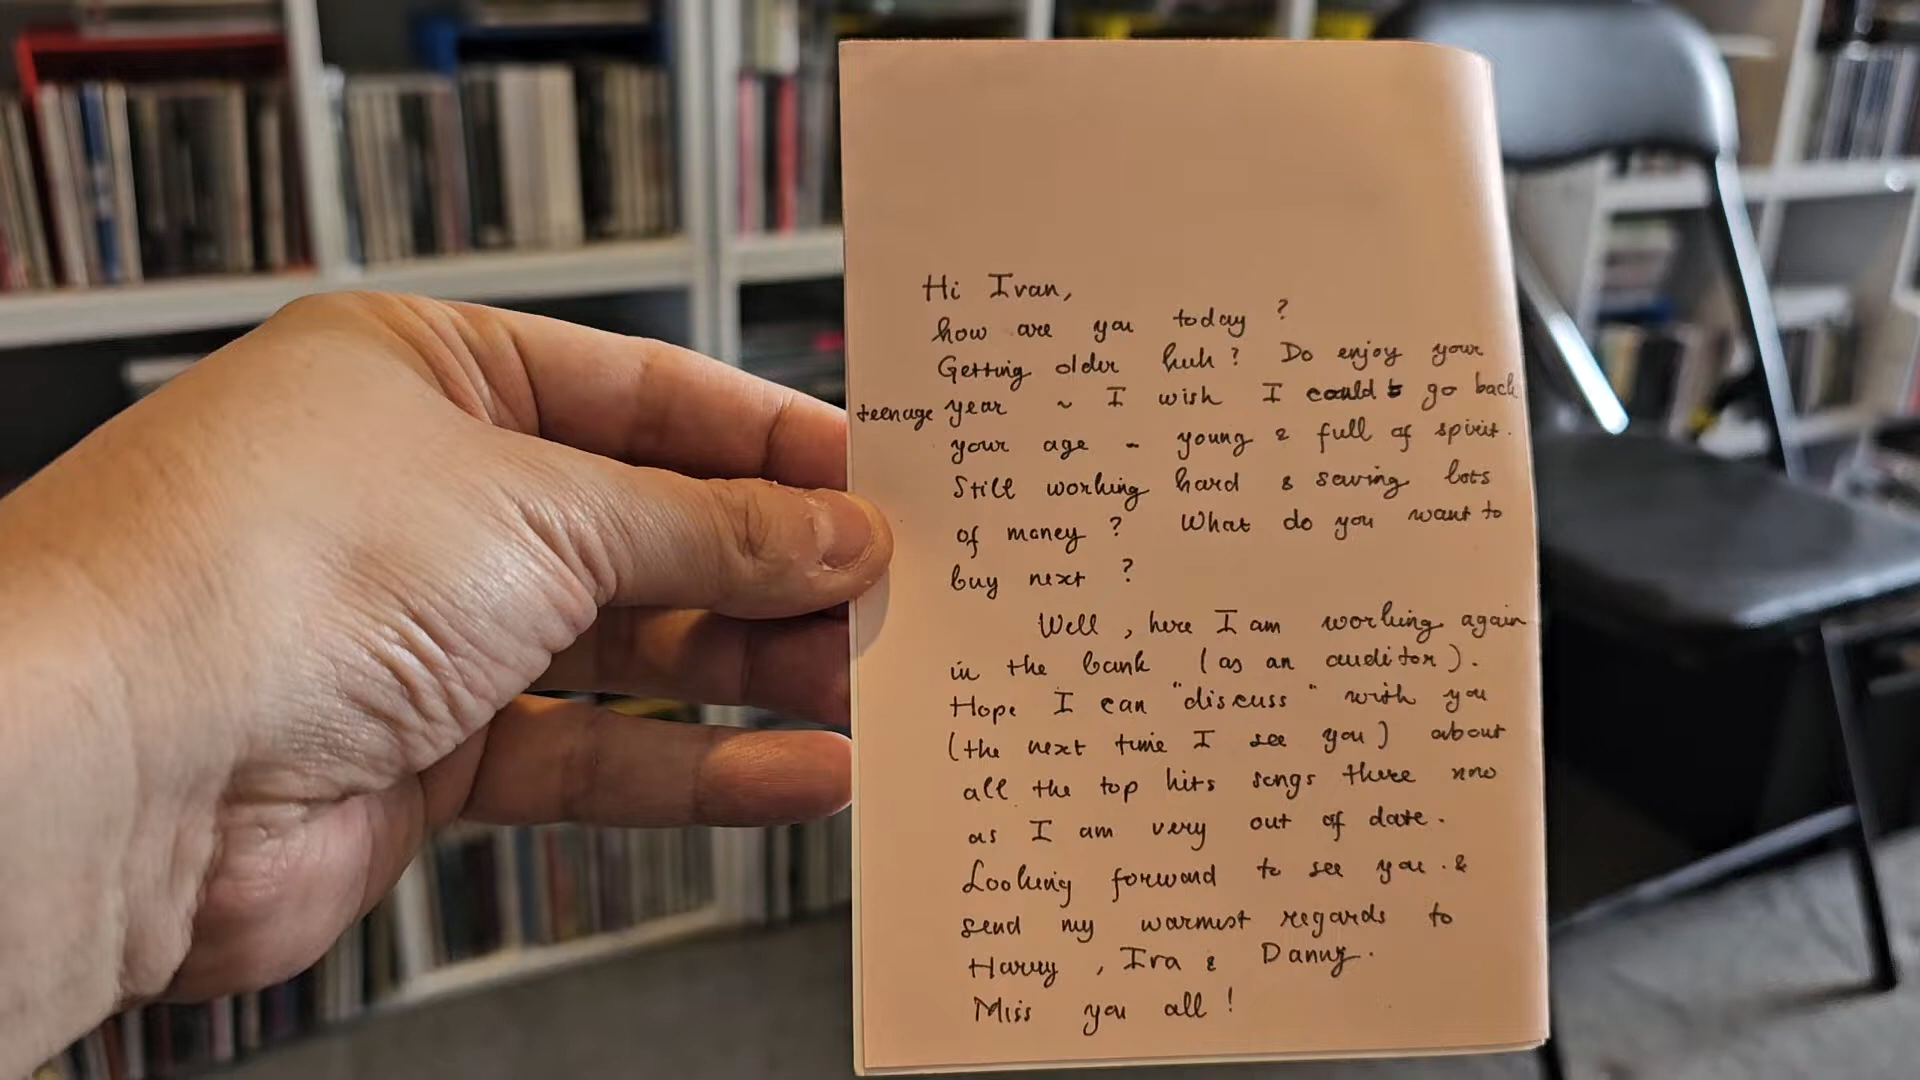 Hi Ivan,
how are you today ?
Getting older huh ? Do enjoy your
teenage year ~ I wish I could go back
your age ~ young & full of spirit.
Still working hard & saving lots
of money ? What do you want to
buy next ?
Well , here I am working again
in the bank (as an auditor).
Hope I can "discuss" with you
(the next time I see you) about
all the top hits songs there now
as I am very out of date.
Looking forward to see you . &
send my warmest regards to
Harry , Ira & Danny.
Miss you all !